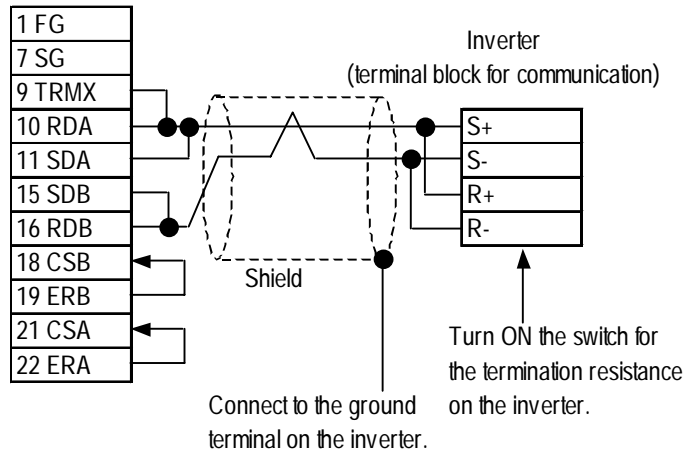 1 FG
7 SG
9 TRMX
10 RDA
11 SDA
15 SDB
16 RDB
18 CSB
19 ERB
21 CSA
22 ERA
Shield
Connect to the ground
terminal on the inverter.
Inverter
(terminal block for communication)
S+
S-
R+
R-
Turn ON the switch for
the termination resistance
on the inverter.